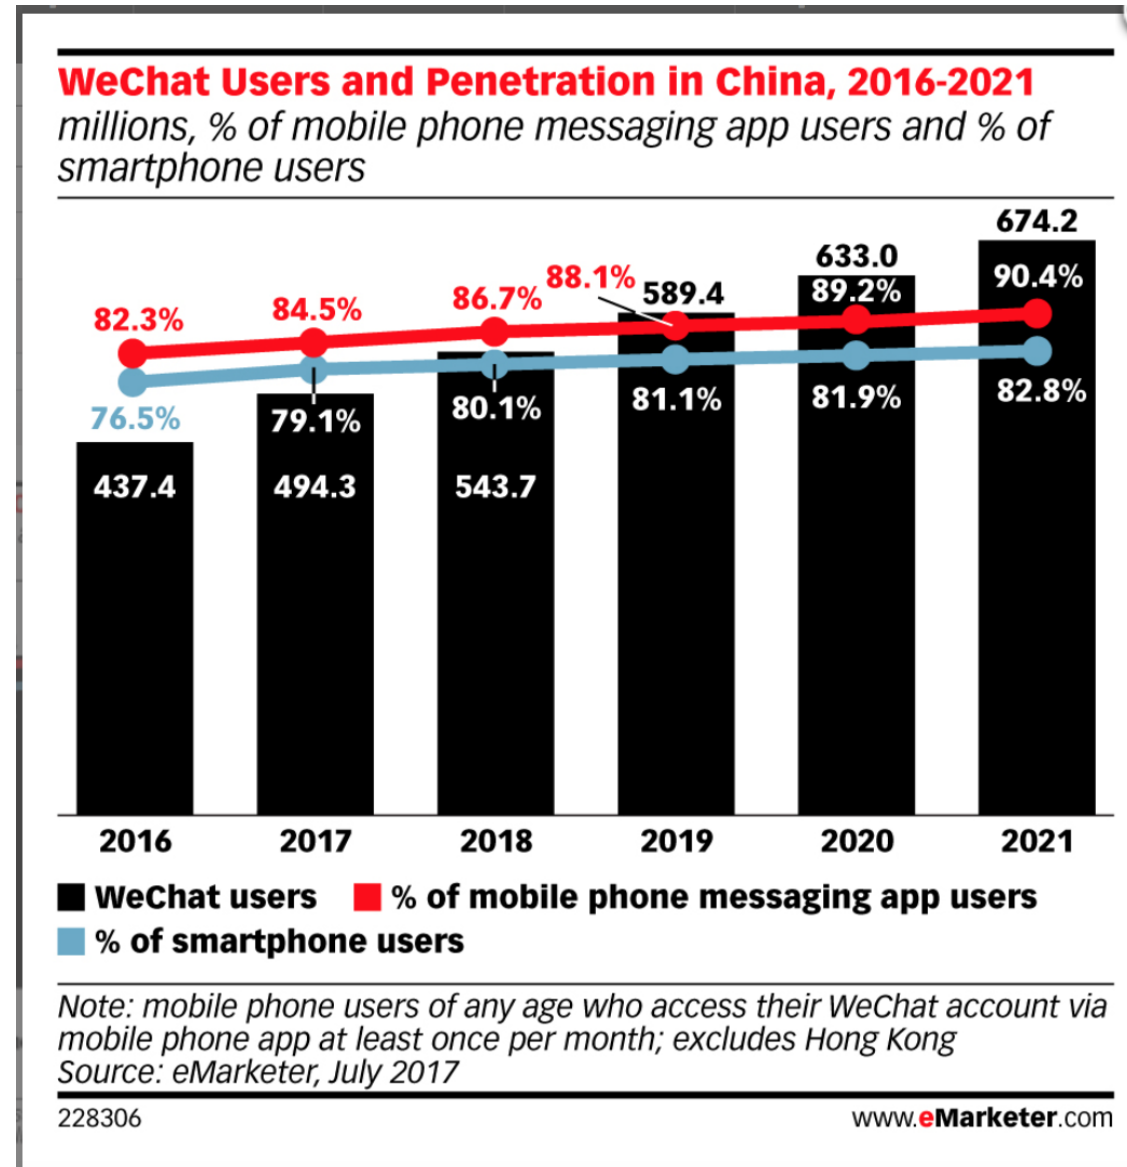 WeChat Users and Penetration in China, 2016-2021
millions, % of mobile phone messaging app users and % of
smartphone users
674.2
633.0
88.1%
589.4
90.4%
82.3%
84.5%
86.7%
89.2%
76.5%
79.1%
80.1%
81.1%
81.9%
82.8%
437.4
494.3
543.7
2016
2017
2018
2019
2020
2021
WeChat users
% of mobile phone messaging app users
% of smartphone users
Note: mobile phone users of any age who access their WeChat account via
mobile phone app at least once per month; excludes Hong Kong
Source: eMarketer, July 2017
228306
www.eMarketer.com